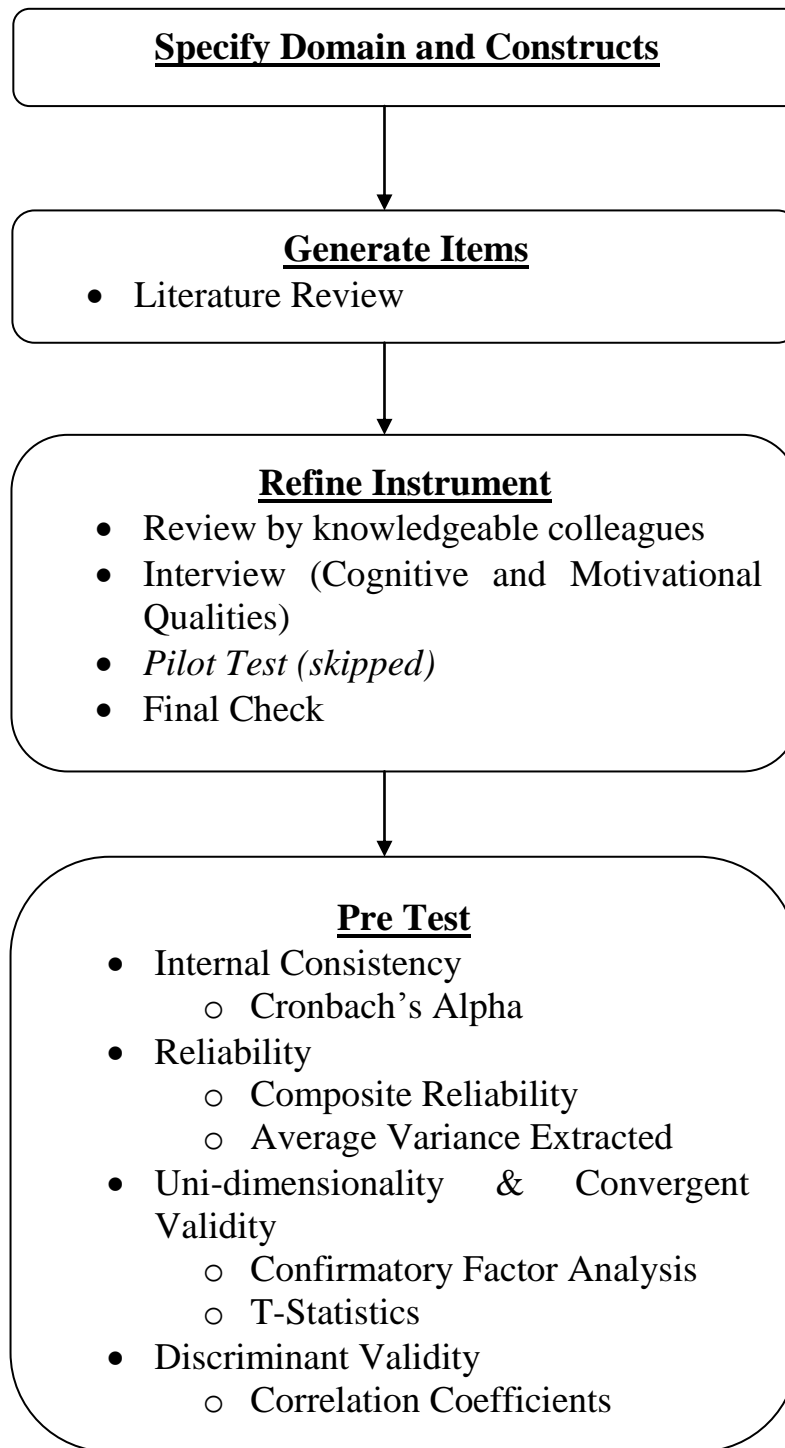 Specify Domain and Constructs
Generate Items
• Literature Review
Refine Instrument
• Review by knowledgeable colleagues
• Interview (Cognitive and Motivational
Qualities)
• Pilot Test (skipped)
• Final Check
Pre Test
• Internal Consistency
o Cronbach’s Alpha
• Reliability
o Composite Reliability
o Average Variance Extracted
• Uni-dimensionality & Convergent
Validity
o Confirmatory Factor Analysis
o T-Statistics
• Discriminant Validity
o Correlation Coefficients